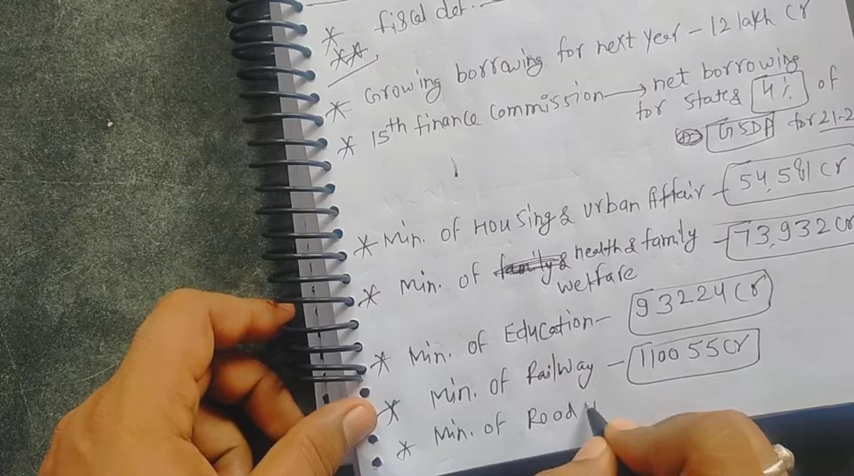 * fiscal def.
**
* Growing borrowing for next year - 12 lakh Cr
* 15th finance Commission → net borrowing
for states 4% of
GSDP for 21-2
* Min. of Housing & Urban Affair - 54,581 Cr
* Min. of health & family - 73,932 Cr
welfare
* Min. of Education - 93224 Cr
* Min. of Railway - 110055 Cr
* Min. of Road